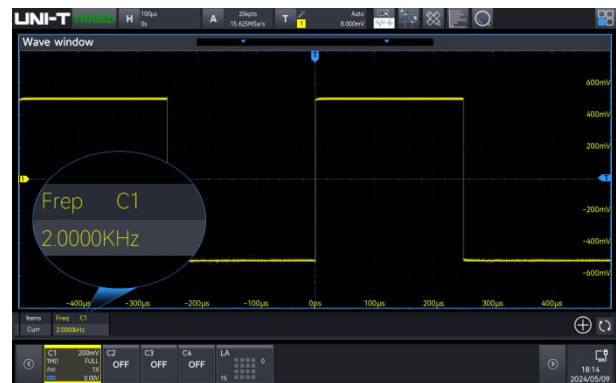 UNI-T TRIGED H 100μs 0s A 25kpts 15.625MSa/s T 1 Auto 8.000mV
Wave window
T
600mV
400mV
200mV
1 T
Frep C1
-200mV
2.0000KHz
-600mV
-400μs -300μs -200μs -100μs 0ps 100μs 200μs 300μs 400μs
Items Freq C1
Curr 2.0000kHz
C1 200mV C2 C3 C4 LA
1MΩ FULL OFF OFF OFF 0
1X
0.00V 15
18:14
2024/05/09